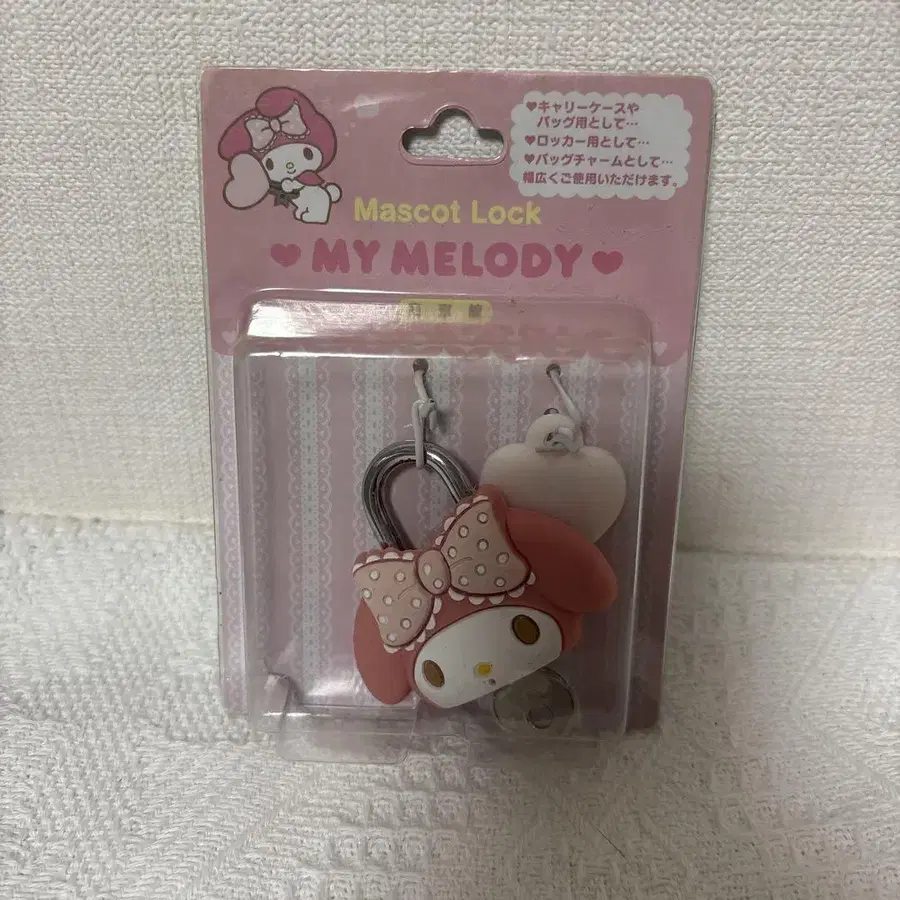 ♥キャリーケースや
バッグ用として…
♥ロッカー用として…
♥バッグチャームとして…
幅広くご使用いただけます。
Mascot Lock
♥ MY MELODY ♥